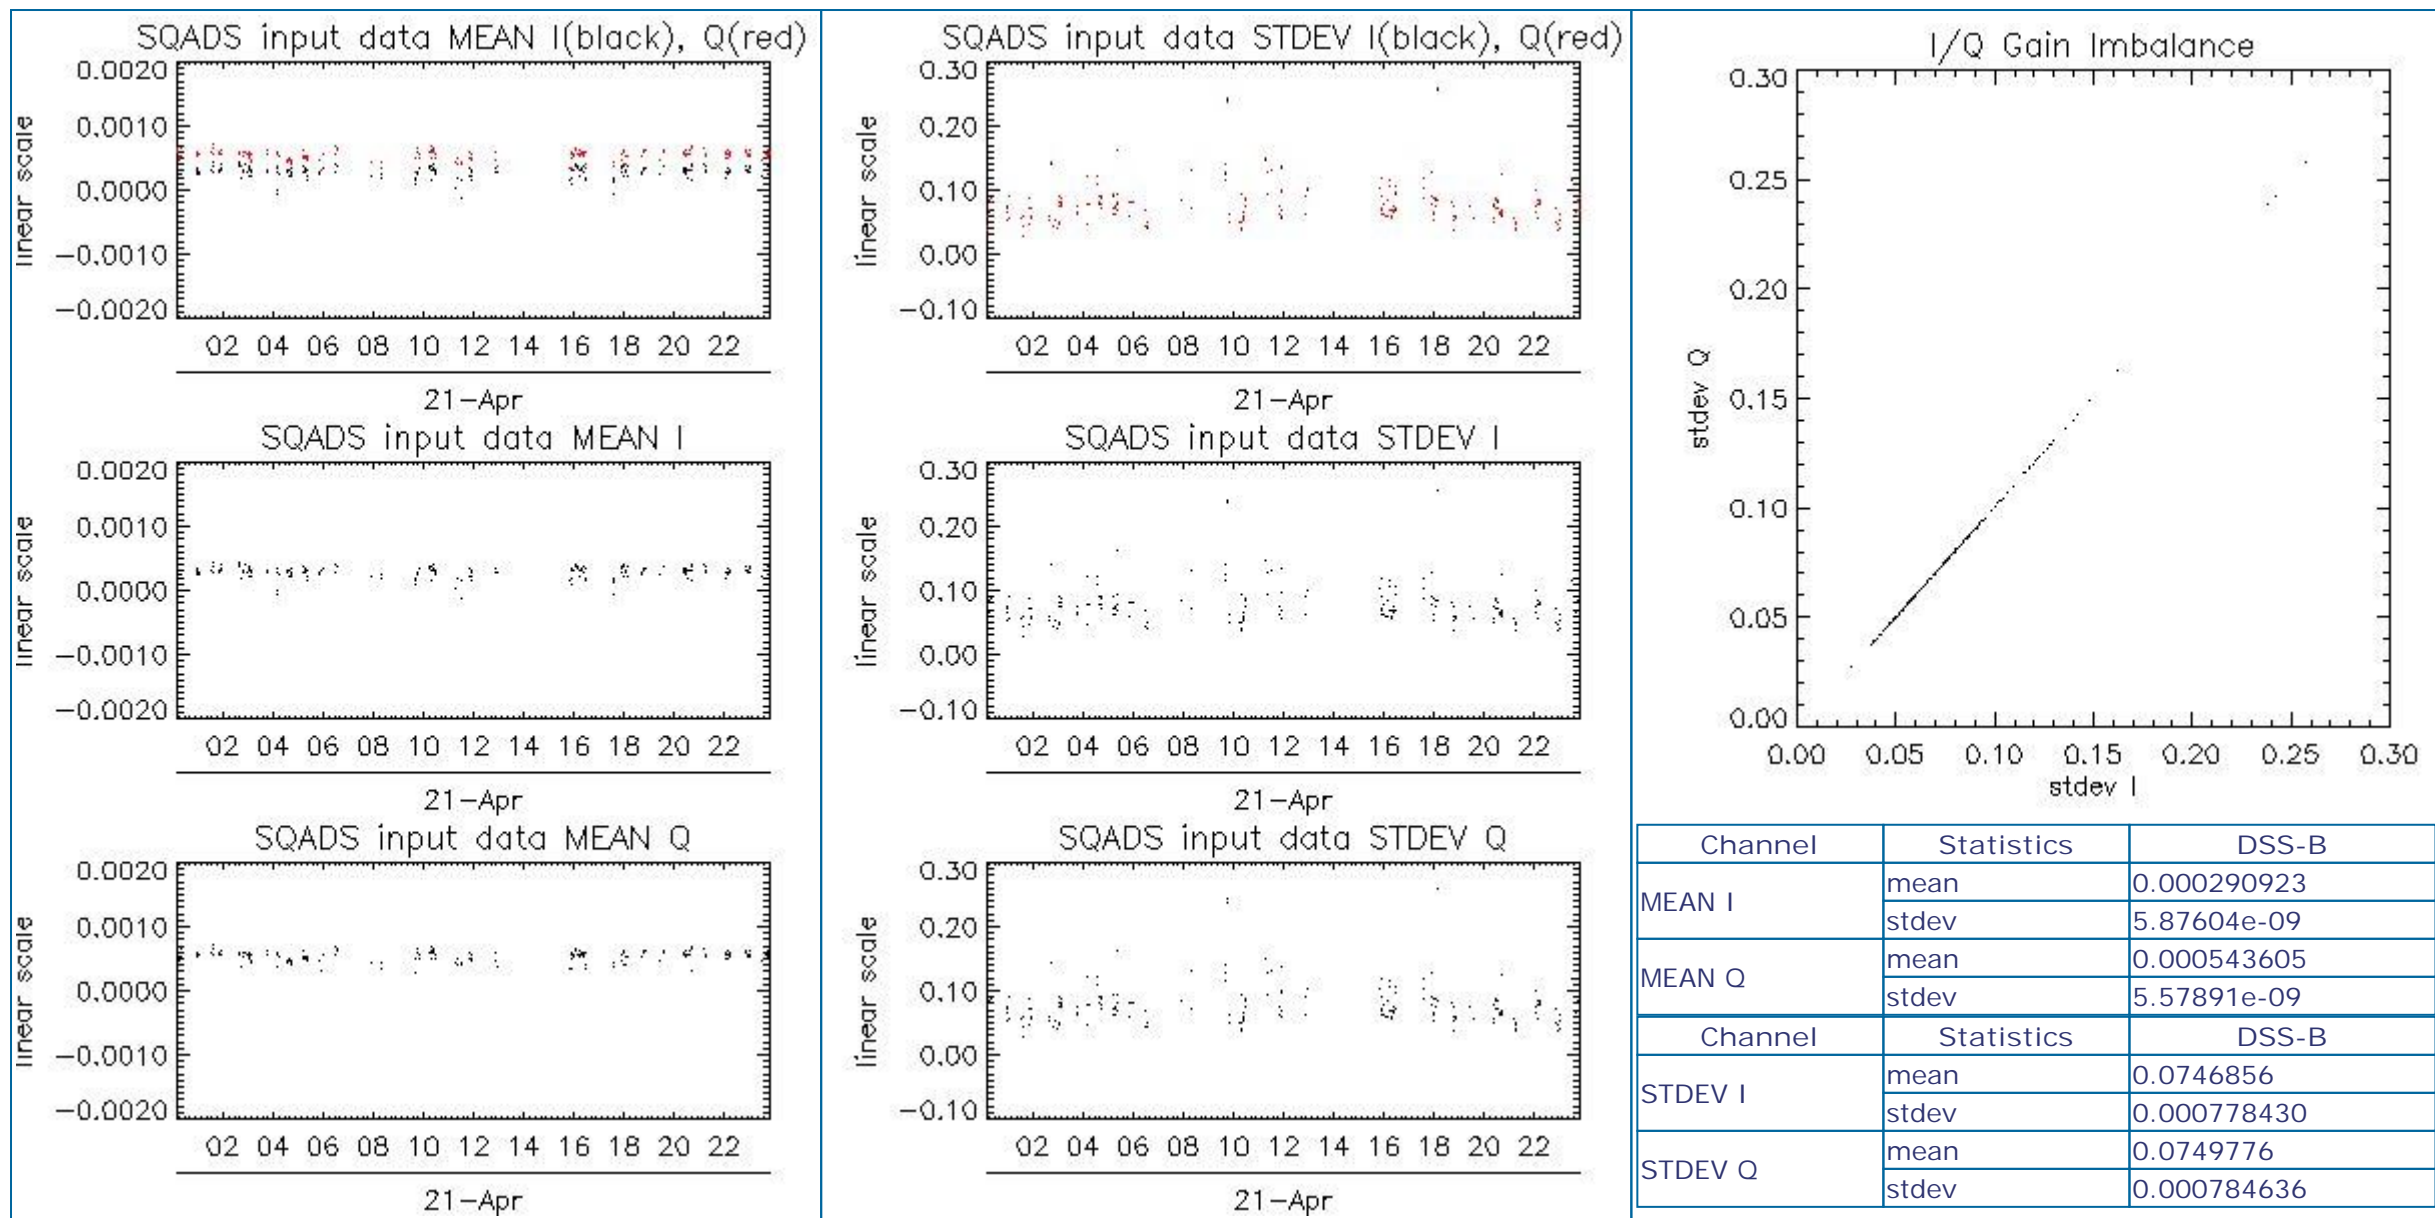 SQADS input data MEAN I(black), Q(red)
0.0020
0.0010
0.0000
-0.0010
-0.0020
linear scale
02 04 06 08 10 12 14 16 18 20 22
21-Apr
SQADS input data MEAN I
0.0020
0.0010
0.0000
-0.0010
-0.0020
linear scale
02 04 06 08 10 12 14 16 18 20 22
21-Apr
SQADS input data MEAN Q
0.0020
0.0010
0.0000
-0.0010
-0.0020
linear scale
02 04 06 08 10 12 14 16 18 20 22
21-Apr
SQADS input data STDEV I(black), Q(red)
0.30
0.20
0.10
0.00
-0.10
linear scale
02 04 06 08 10 12 14 16 18 20 22
21-Apr
SQADS input data STDEV I
0.30
0.20
0.10
0.00
-0.10
linear scale
02 04 06 08 10 12 14 16 18 20 22
21-Apr
SQADS input data STDEV Q
0.30
0.20
0.10
0.00
-0.10
linear scale
02 04 06 08 10 12 14 16 18 20 22
21-Apr
I/Q Gain Imbalance
0.30
0.25
0.20
0.15
0.10
0.05
0.00
stdev Q
0.00 0.05 0.10 0.15 0.20 0.25 0.30
stdev I
Channel Statistics DSS-B
MEAN I mean 0.000290923
stdev 5.87604e-09
MEAN Q mean 0.000543605
stdev 5.57891e-09
Channel Statistics DSS-B
STDEV I mean 0.0746856
stdev 0.000778430
STDEV Q mean 0.0749776
stdev 0.000784636